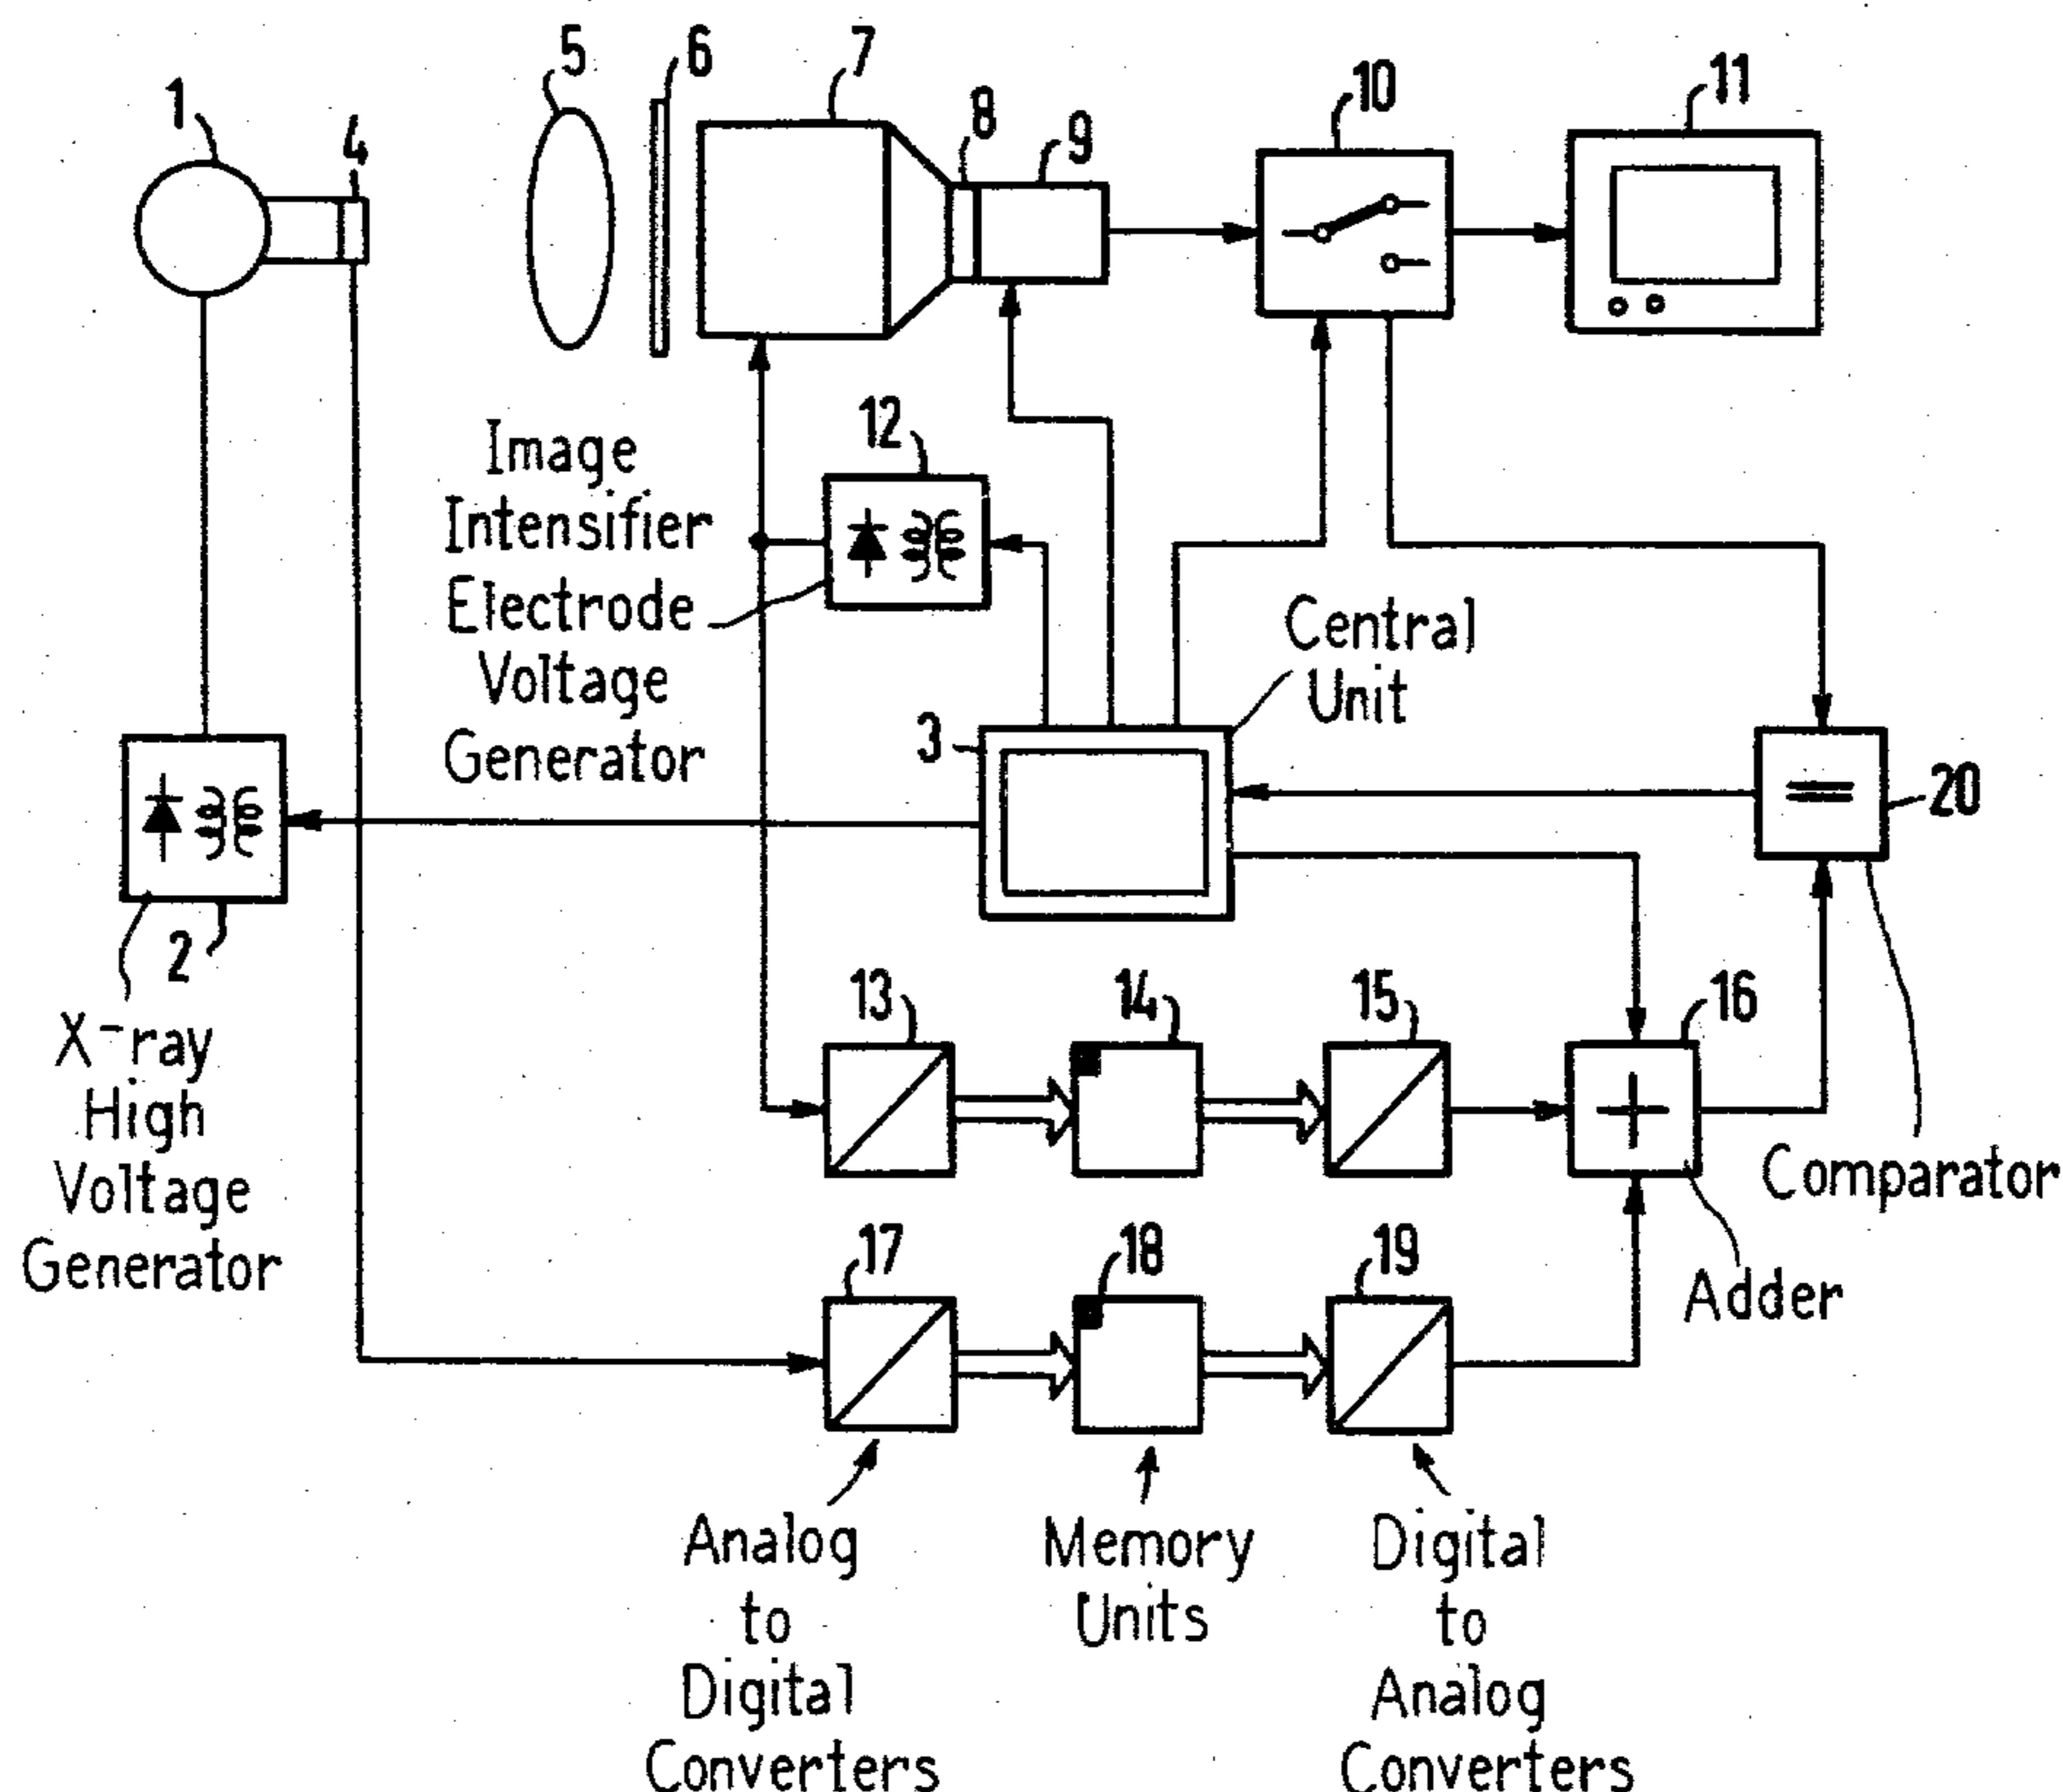 5
6
7
1
4
8
9
10
11
12
Image
Intensifier
Electrode
Voltage
Generator
Central
Unit
3
20
2
X-ray
High
Voltage
Generator
13
14
15
16
Comparator
17
18
19
Adder
Analog
to
Digital
Converters
Memory
Units
Digital
to
Analog
Converters